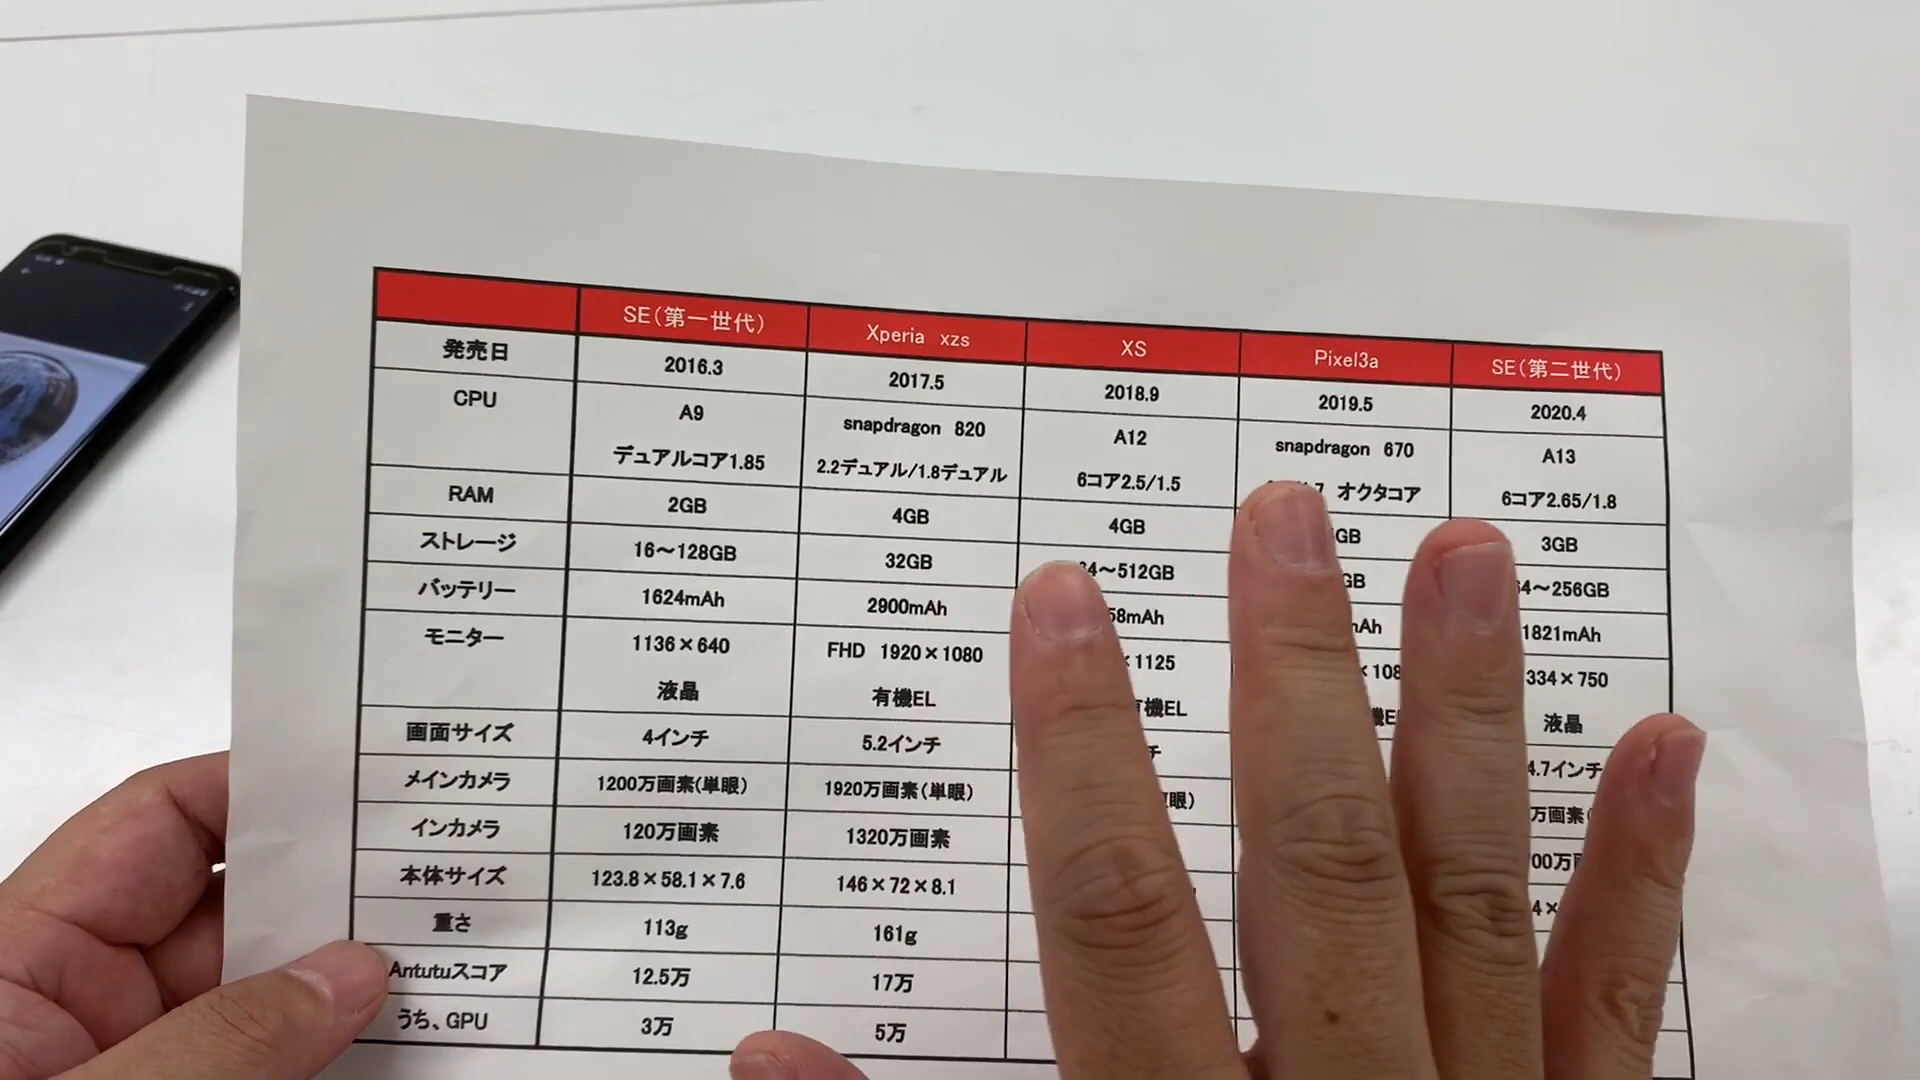 SE(第一世代) Xperia xzs XS Pixel3a SE(第二世代)
発売日 2016.3 2017.5 2018.9 2019.5 2020.4
CPU A9 snapdragon 820 A12 snapdragon 670 A13
デュアルコア1.85 2.2デュアル/1.8デュアル 6コア2.5/1.5 オクタコア 6コア2.65/1.8
RAM 2GB 4GB 4GB GB 3GB
ストレージ 16〜128GB 32GB 4〜512GB GB 64〜256GB
バッテリー 1624mAh 2900mAh 58mAh mAh 1821mAh
モニター 1136×640 FHD 1920×1080 ×1125 ×108 334×750
液晶 有機EL 機EL 液晶
画面サイズ 4インチ 5.2インチ チ 4.7インチ
メインカメラ 1200万画素(単眼) 1920万画素(単眼) 眼) 万画素(
インカメラ 120万画素 1320万画素 00万
本体サイズ 123.8×58.1×7.6 146×72×8.1 4×
重さ 113g 161g
Antutuスコア 12.5万 17万
うち、GPU 3万 5万